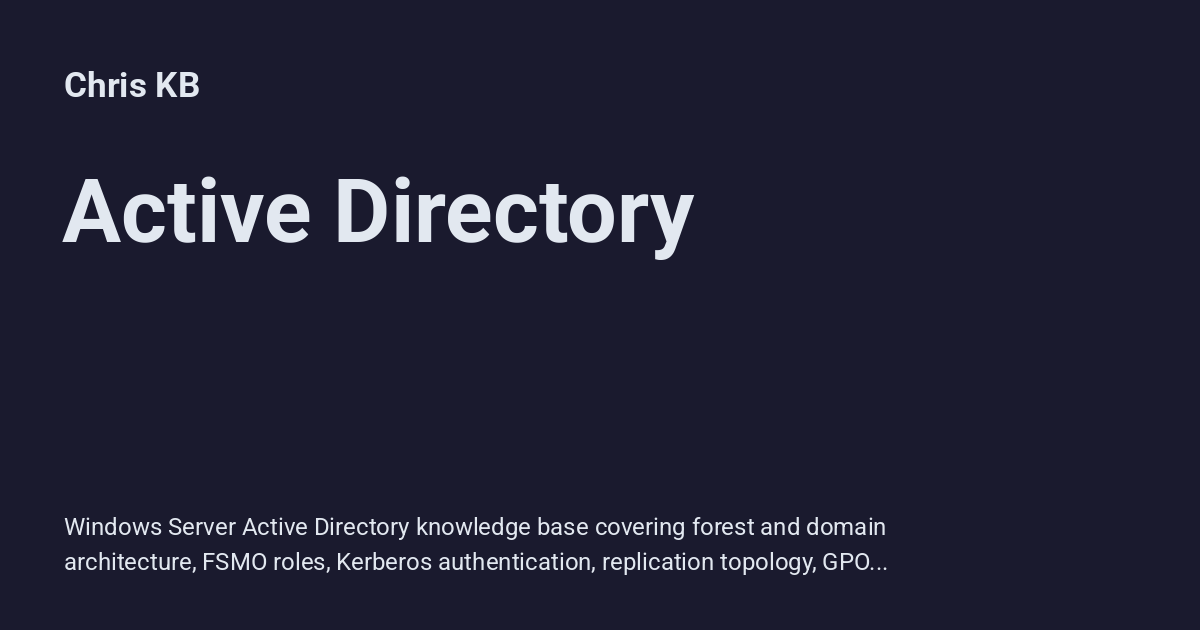 Chris KB
Active Directory
Windows Server Active Directory knowledge base covering forest and domain
architecture, FSMO roles, Kerberos authentication, replication topology, GPO...